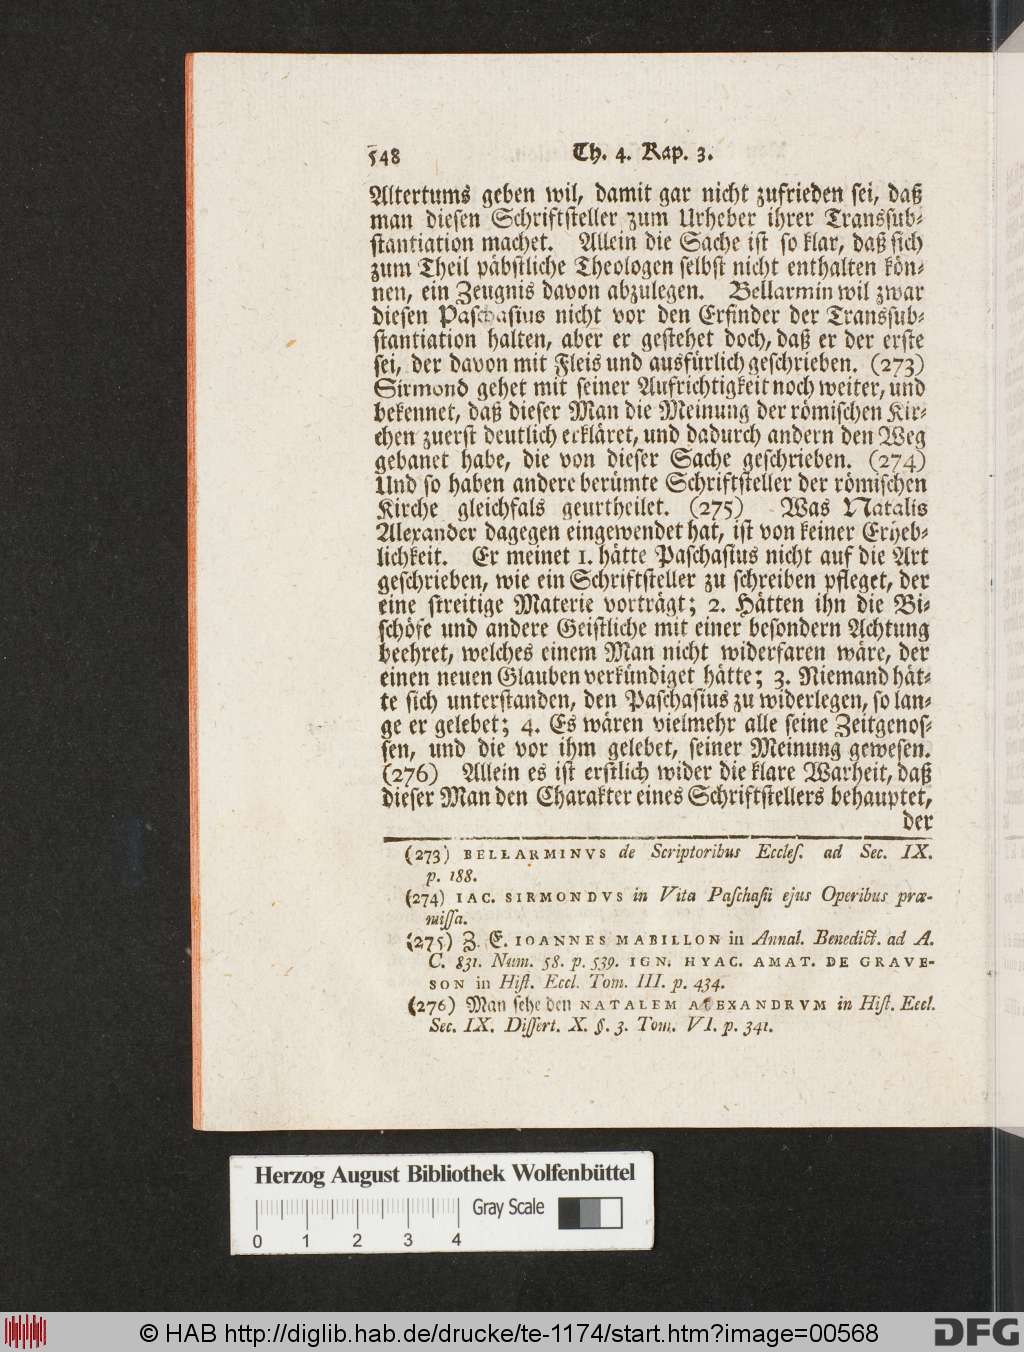 548 Th. 4. Kap. 3.
Altertums geben wil, damit gar nicht zufrieden sei, daß
man diesen Schriftsteller zum Urheber ihrer Transsub-
stantiation machet. Allein die Sache ist so klar, daß sich
zum Theil päbstliche Theologen selbst nicht enthalten kön-
nen, ein Zeugnis davon abzulegen. Bellarmin wil zwar
diesen Paschasius nicht vor den Erfinder der Transsub-
stantiation halten, aber er gestehet doch, daß er der erste
sei, der davon mit Fleis und ausfürlich geschrieben. (273)
Sirmond gehet mit seiner Aufrichtigkeit noch weiter, und
bekennet, daß dieser Man die Meinung der römischen Kir-
chen zuerst deutlich erkläret, und dadurch andern den Weg
gebanet habe, die von dieser Sache geschrieben. (274)
Und so haben andere berümte Schriftsteller der römischen
Kirche gleichfals geurtheilet. (275) Was Natalis
Alexander dagegen eingewendet hat, ist von keiner Erheb-
lichkeit. Er meinet 1. hätte Paschasius nicht auf die Art
geschrieben, wie ein Schriftsteller zu schreiben pfleget, der
eine streitige Materie vorträgt; 2. Hätten ihn die Bi-
schöfe und andere Geistliche mit einer besondern Achtung
beehret, welches einem Man nicht widerfaren wäre, der
einen neuen Glauben verkündiget hätte; 3. Niemand hät-
te sich unterstanden, den Paschasius zu widerlegen, so lan-
ge er gelebet; 4. Es wären vielmehr alle seine Zeitgenos-
sen, und die vor ihm gelebet, seiner Meinung gewesen.
(276) Allein es ist erstlich wider die klare Warheit, daß
dieser Man den Charakter eines Schriftstellers behauptet,
der
(273) BELLARMINVS de Scriptoribus Eccles. ad Sec. IX.
p. 188.
(274) IAC. SIRMONDVS in Vita Paschasii ejus Operibus præ-
missa.
(275) Z. E. IOANNES MABILLON in Annal. Benedict. ad A.
C. 831. Num. 58. p. 539. IGN. HYAC. AMAT. DE GRAVE-
SON in Hist. Eccl. Tom. III. p. 434.
(276) Man sehe den NATALEM ALEXANDRVM in Hist. Eccl.
Sec. IX. Dissert. X. §. 3. Tom. VI. p. 341.
Herzog August Bibliothek Wolfenbüttel
Gray Scale
0 1 2 3 4
© HAB http://diglib.hab.de/drucke/te-1174/start.htm?image=00568
DFG